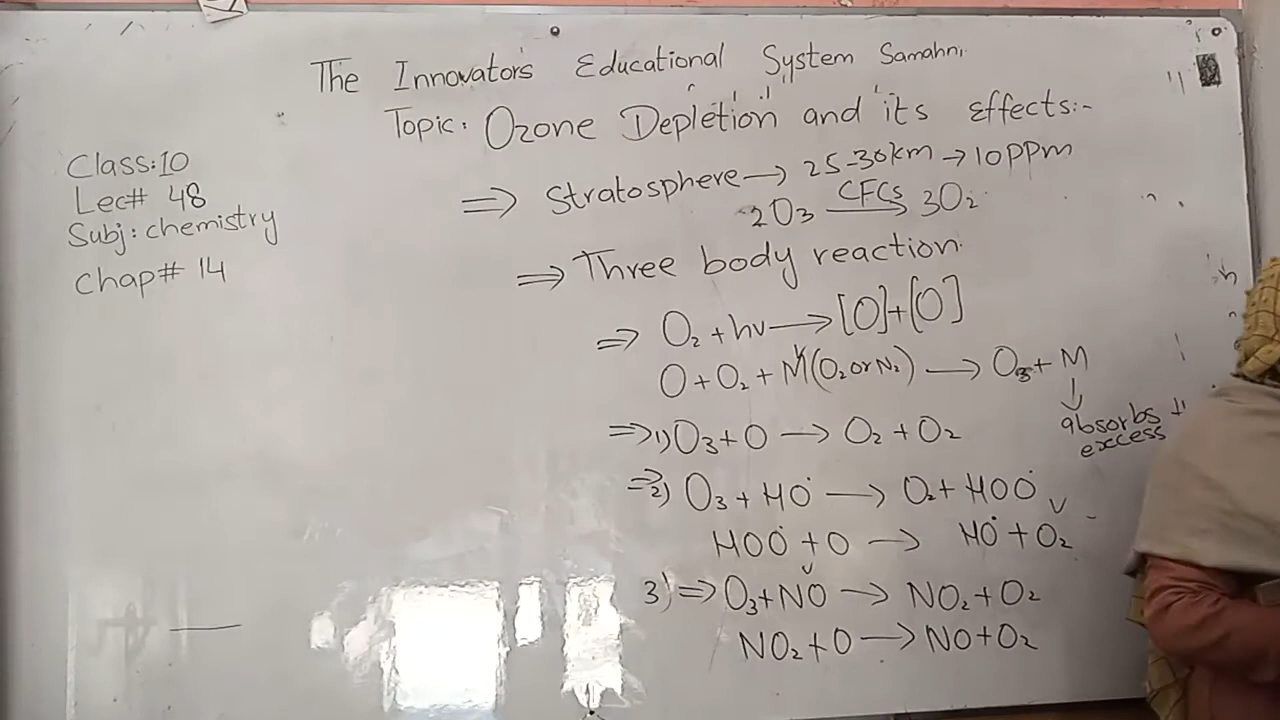 The Innovators Educational System Samahni
Topic: Ozone Depletion and its effects:-
Class:10
Lec# 48
Subj: chemistry
Chap# 14
⇒ Stratosphere → 25-30km → 10PPm
2O₃ CFCs→ 3O₂
⇒ Three body reaction
⇒ O₂ + hv → [O]+[O]
O + O₂ + M(O₂ or N₂) → O₃ + M
↓
absorbs
excess
⇒ 1) O₃ + O → O₂ + O₂
⇒ 2) O₃ + HO• → O₂ + HOO•
HOO• + O → HO• + O₂
3) ⇒ O₃ + NO → NO₂ + O₂
NO₂ + O → NO + O₂